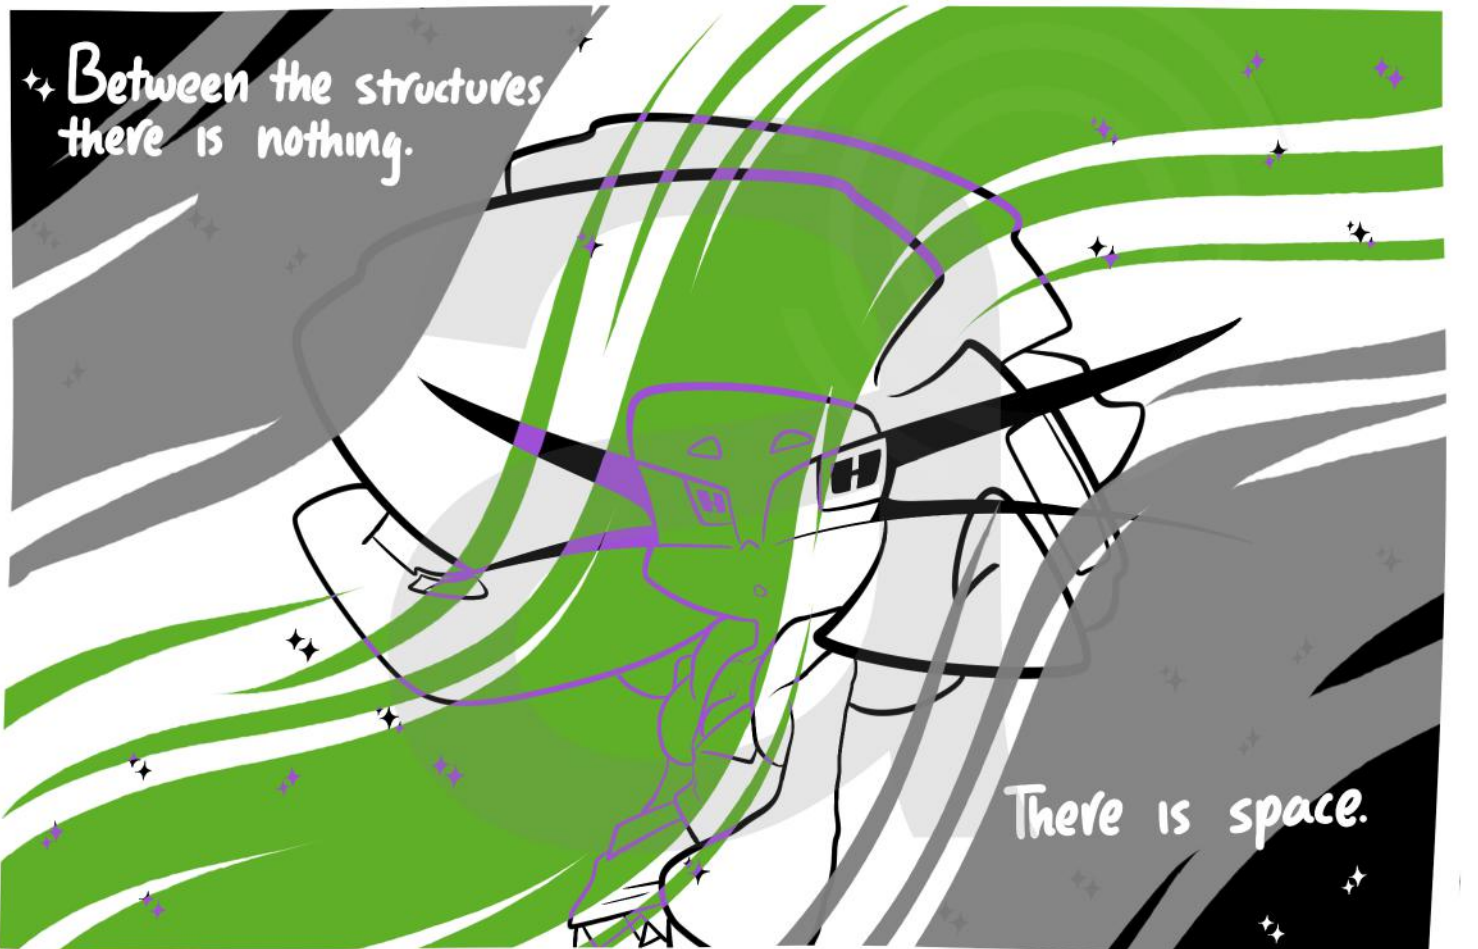 Between the structures
there is nothing.
There is space.